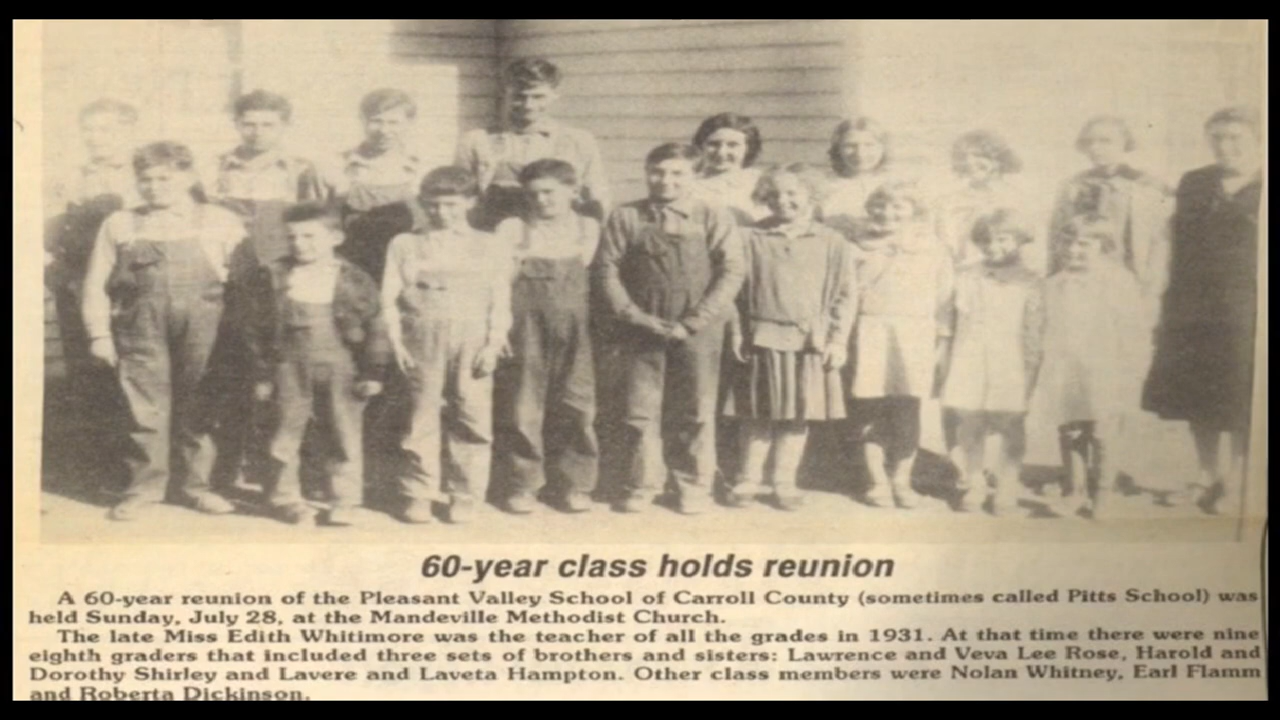 60-year class holds reunion
A 60-year reunion of the Pleasant Valley School of Carroll County (sometimes called Pitts School) was
held Sunday, July 28, at the Mandeville Methodist Church.
The late Miss Edith Whitimore was the teacher of all the grades in 1931. At that time there were nine
eighth graders that included three sets of brothers and sisters: Lawrence and Veva Lee Rose, Harold and
Dorothy Shirley and Lavere and Laveta Hampton. Other class members were Nolan Whitney, Earl Flamm
and Roberta Dickinson.